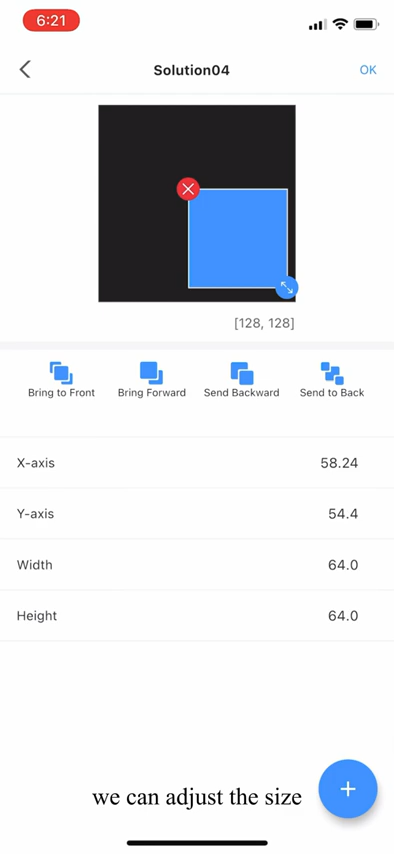 6:21
Solution04
OK
[128, 128]
Bring to Front Bring Forward Send Backward Send to Back
X-axis 58.24
Y-axis 54.4
Width 64.0
Height 64.0
we can adjust the size